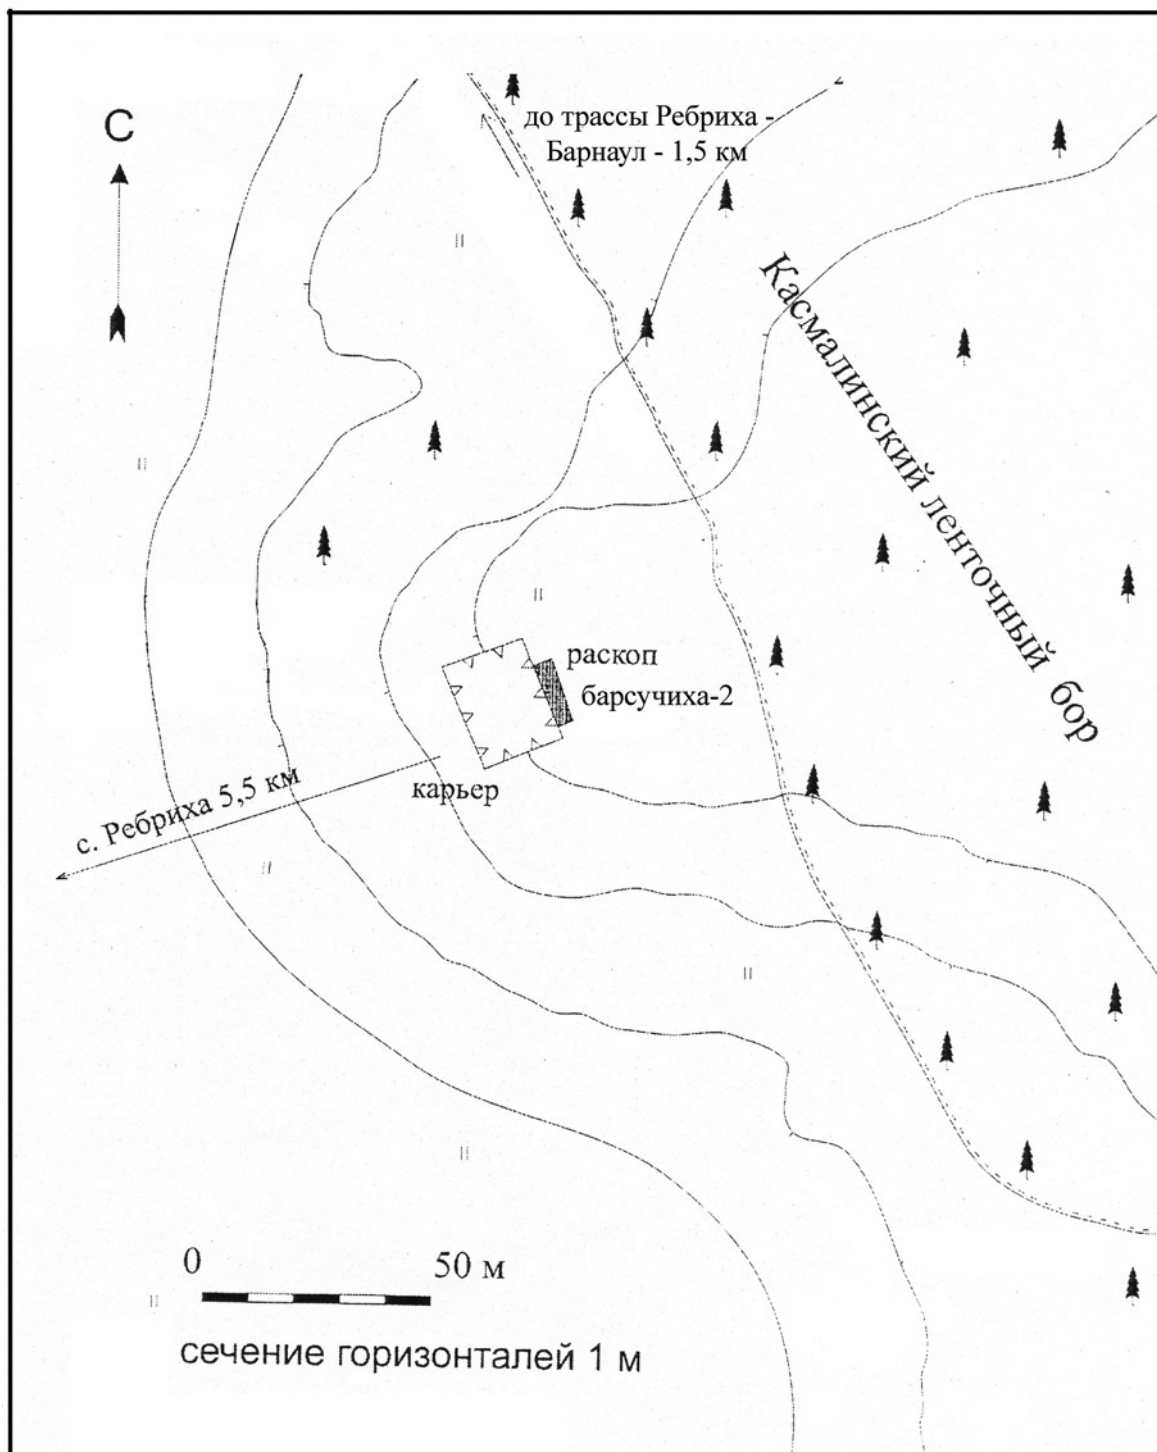 С
до трассы Ребриха -
Барнаул - 1,5 км
Касмалинский ленточный бор
раскоп
барсучиха-2
карьер
с. Ребриха 5,5 км
0 50 м
сечение горизонталей 1 м